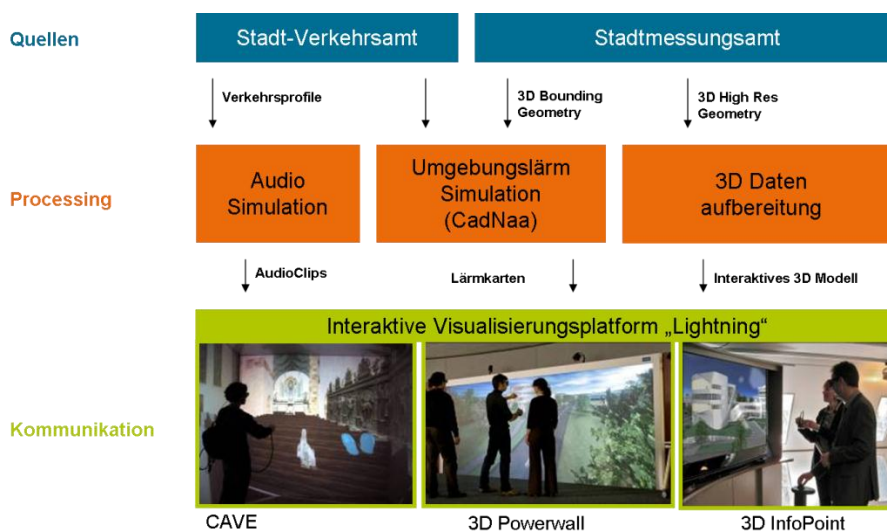 Quellen
Stadt-Verkehrsamt
Stadtmessungsamt
Verkehrsprofile
3D Bounding
Geometry
3D High Res
Geometry
Processing
Audio
Simulation
Umgebungslärm
Simulation
(CadNaa)
3D Daten
aufbereitung
AudioClips
Lärmkarten
Interaktives 3D Modell
Interaktive Visualisierungsplatform „Lightning“
Kommunikation
CAVE
3D Powerwall
3D InfoPoint